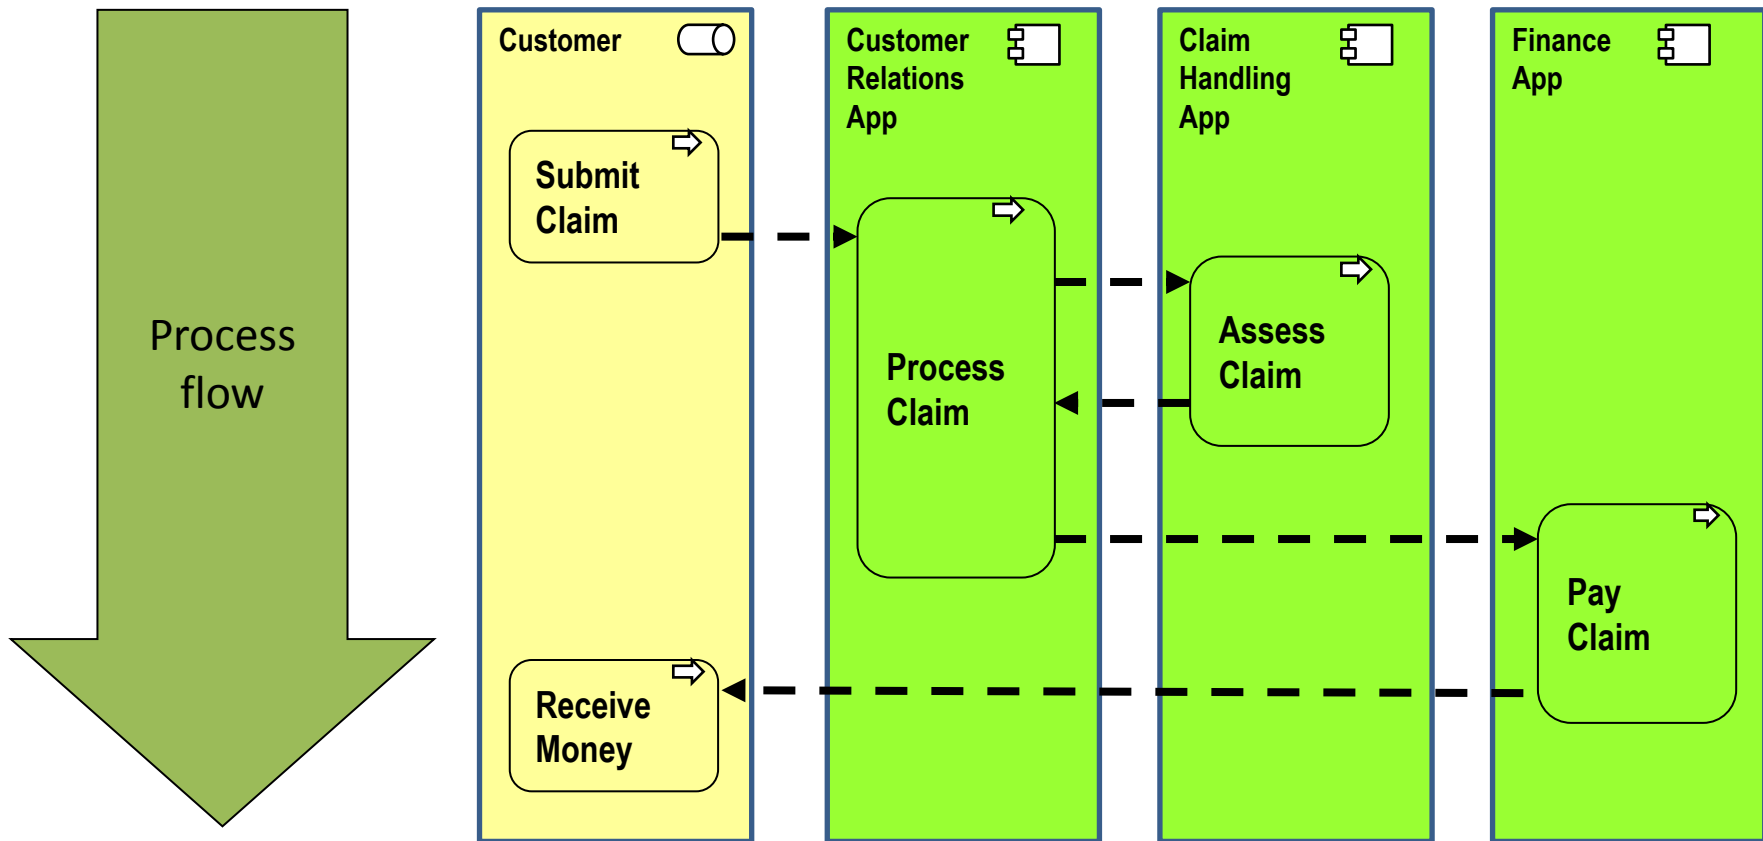 Process
flow
Customer
Submit
Claim
Receive
Money
Customer
Relations
App
Process
Claim
Claim
Handling
App
Assess
Claim
Finance
App
Pay
Claim